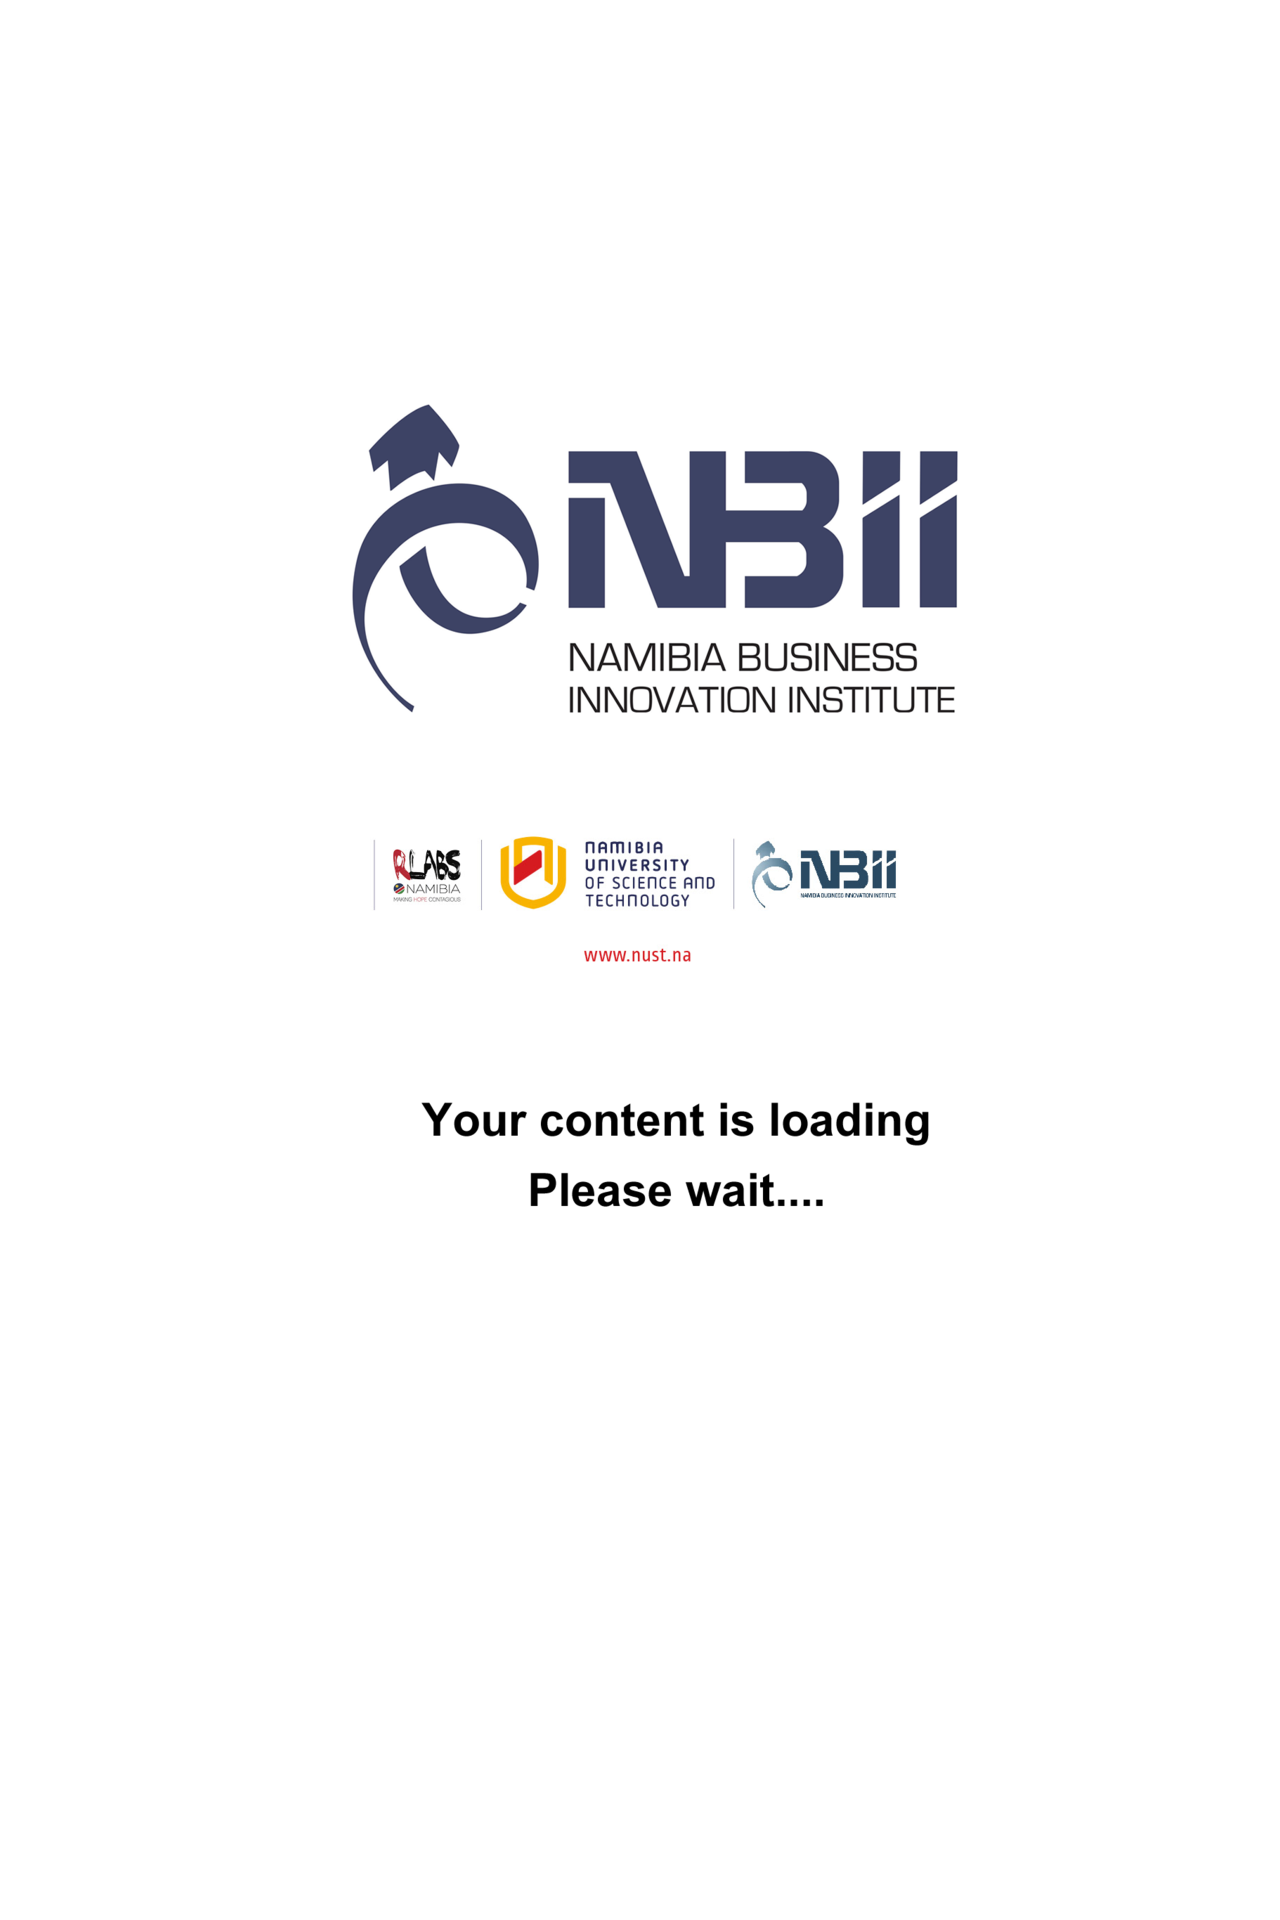 NBII
NAMIBIA BUSINESS
INNOVATION INSTITUTE
RLABS
NAMIBIA
MAKING HOPE CONTAGIOUS
NAMIBIA
UNIVERSITY
OF SCIENCE AND
TECHNOLOGY
NBII
NAMIBIA BUSINESS INNOVATION INSTITUTE
www.nust.na
Your content is loading
Please wait....